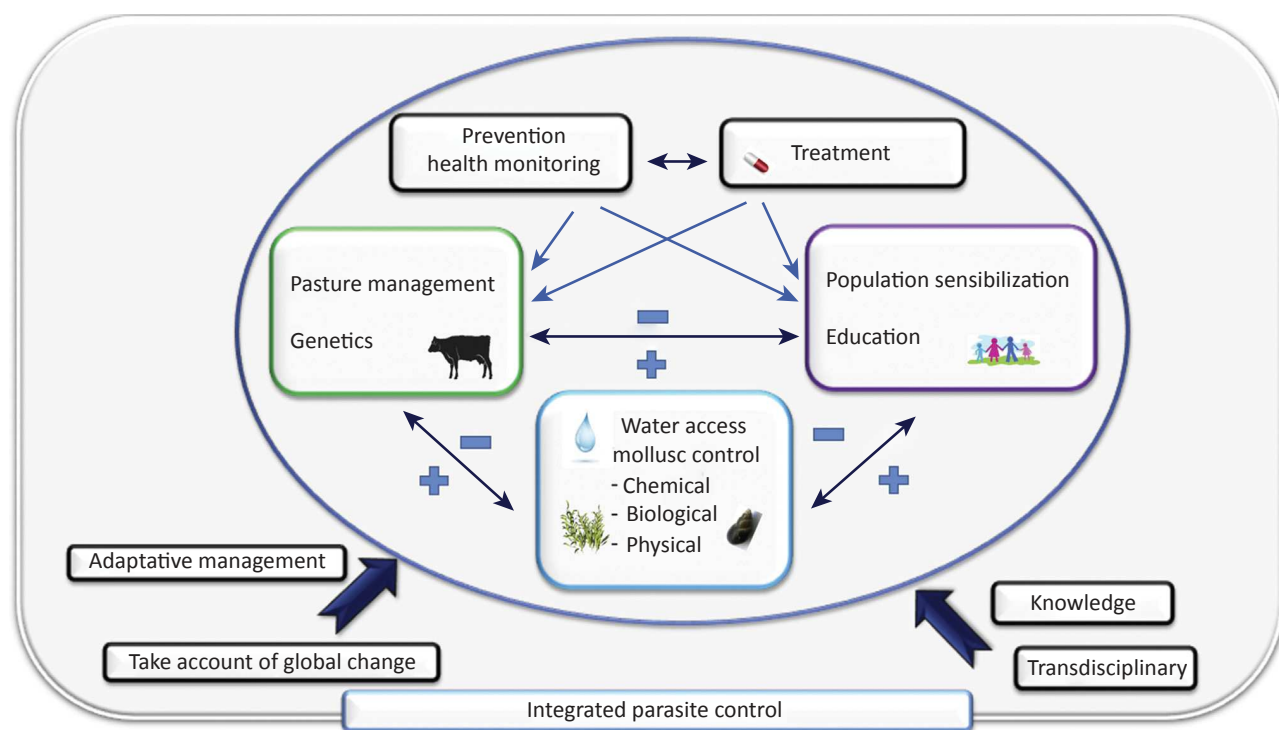 Prevention
health monitoring
Treatment
Pasture management
Genetics
Population sensibilization
Education
Water access
mollusc control
- Chemical
- Biological
- Physical
Adaptative management
Take account of global change
Knowledge
Transdisciplinary
Integrated parasite control